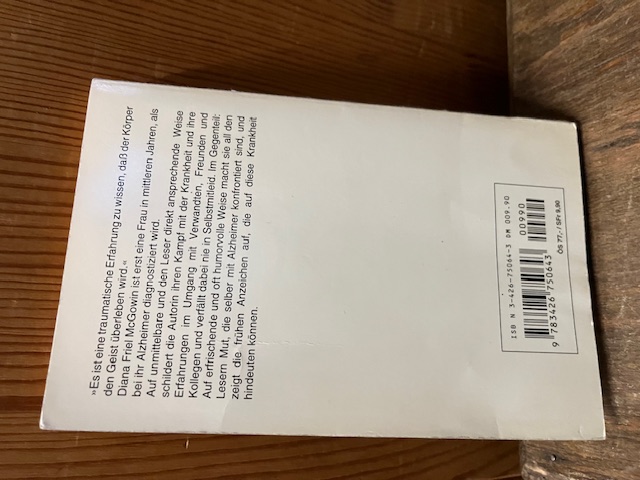 »Es ist eine traumatische Erfahrung zu wissen, daß der Körper
den Geist überleben wird.«
Diana Friel McGowin ist erst eine Frau in mittleren Jahren, als
bei ihr Alzheimer diagnostiziert wird.
Auf unmittelbare und den Leser direkt ansprechende Weise
schildert die Autorin ihren Kampf mit der Krankheit und ihre
Erfahrungen im Umgang mit Verwandten, Freunden und
Kollegen und verfällt dabei nie in Selbstmitleid. Im Gegenteil:
Auf erfrischende und oft humorvolle Weise macht sie all den
Lesern Mut, die selber mit Alzheimer konfrontiert sind, und
zeigt die frühen Anzeichen auf, die auf diese Krankheit
hindeuten können.
ISB N 3-426-75064-3 DM 009.90
00990
9 783426 750643
ÖS 77,- / SFr 9.90